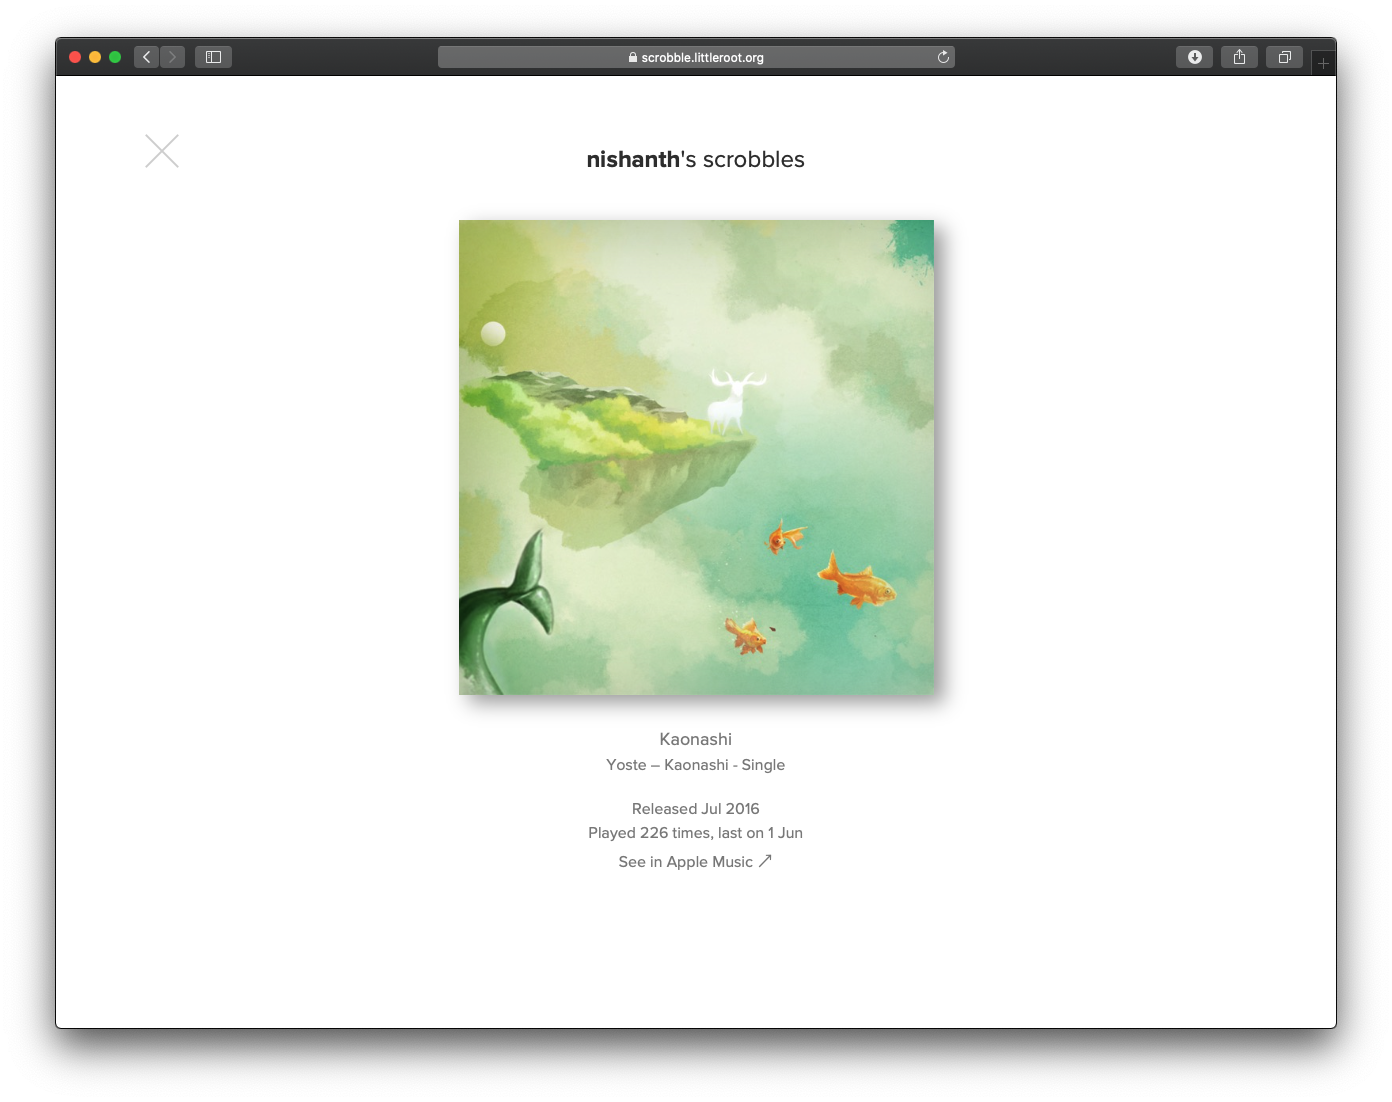 scrobble.littleroot.org
nishanth's scrobbles
Kaonashi
Yoste – Kaonashi - Single
Released Jul 2016
Played 226 times, last on 1 Jun
See in Apple Music ↗